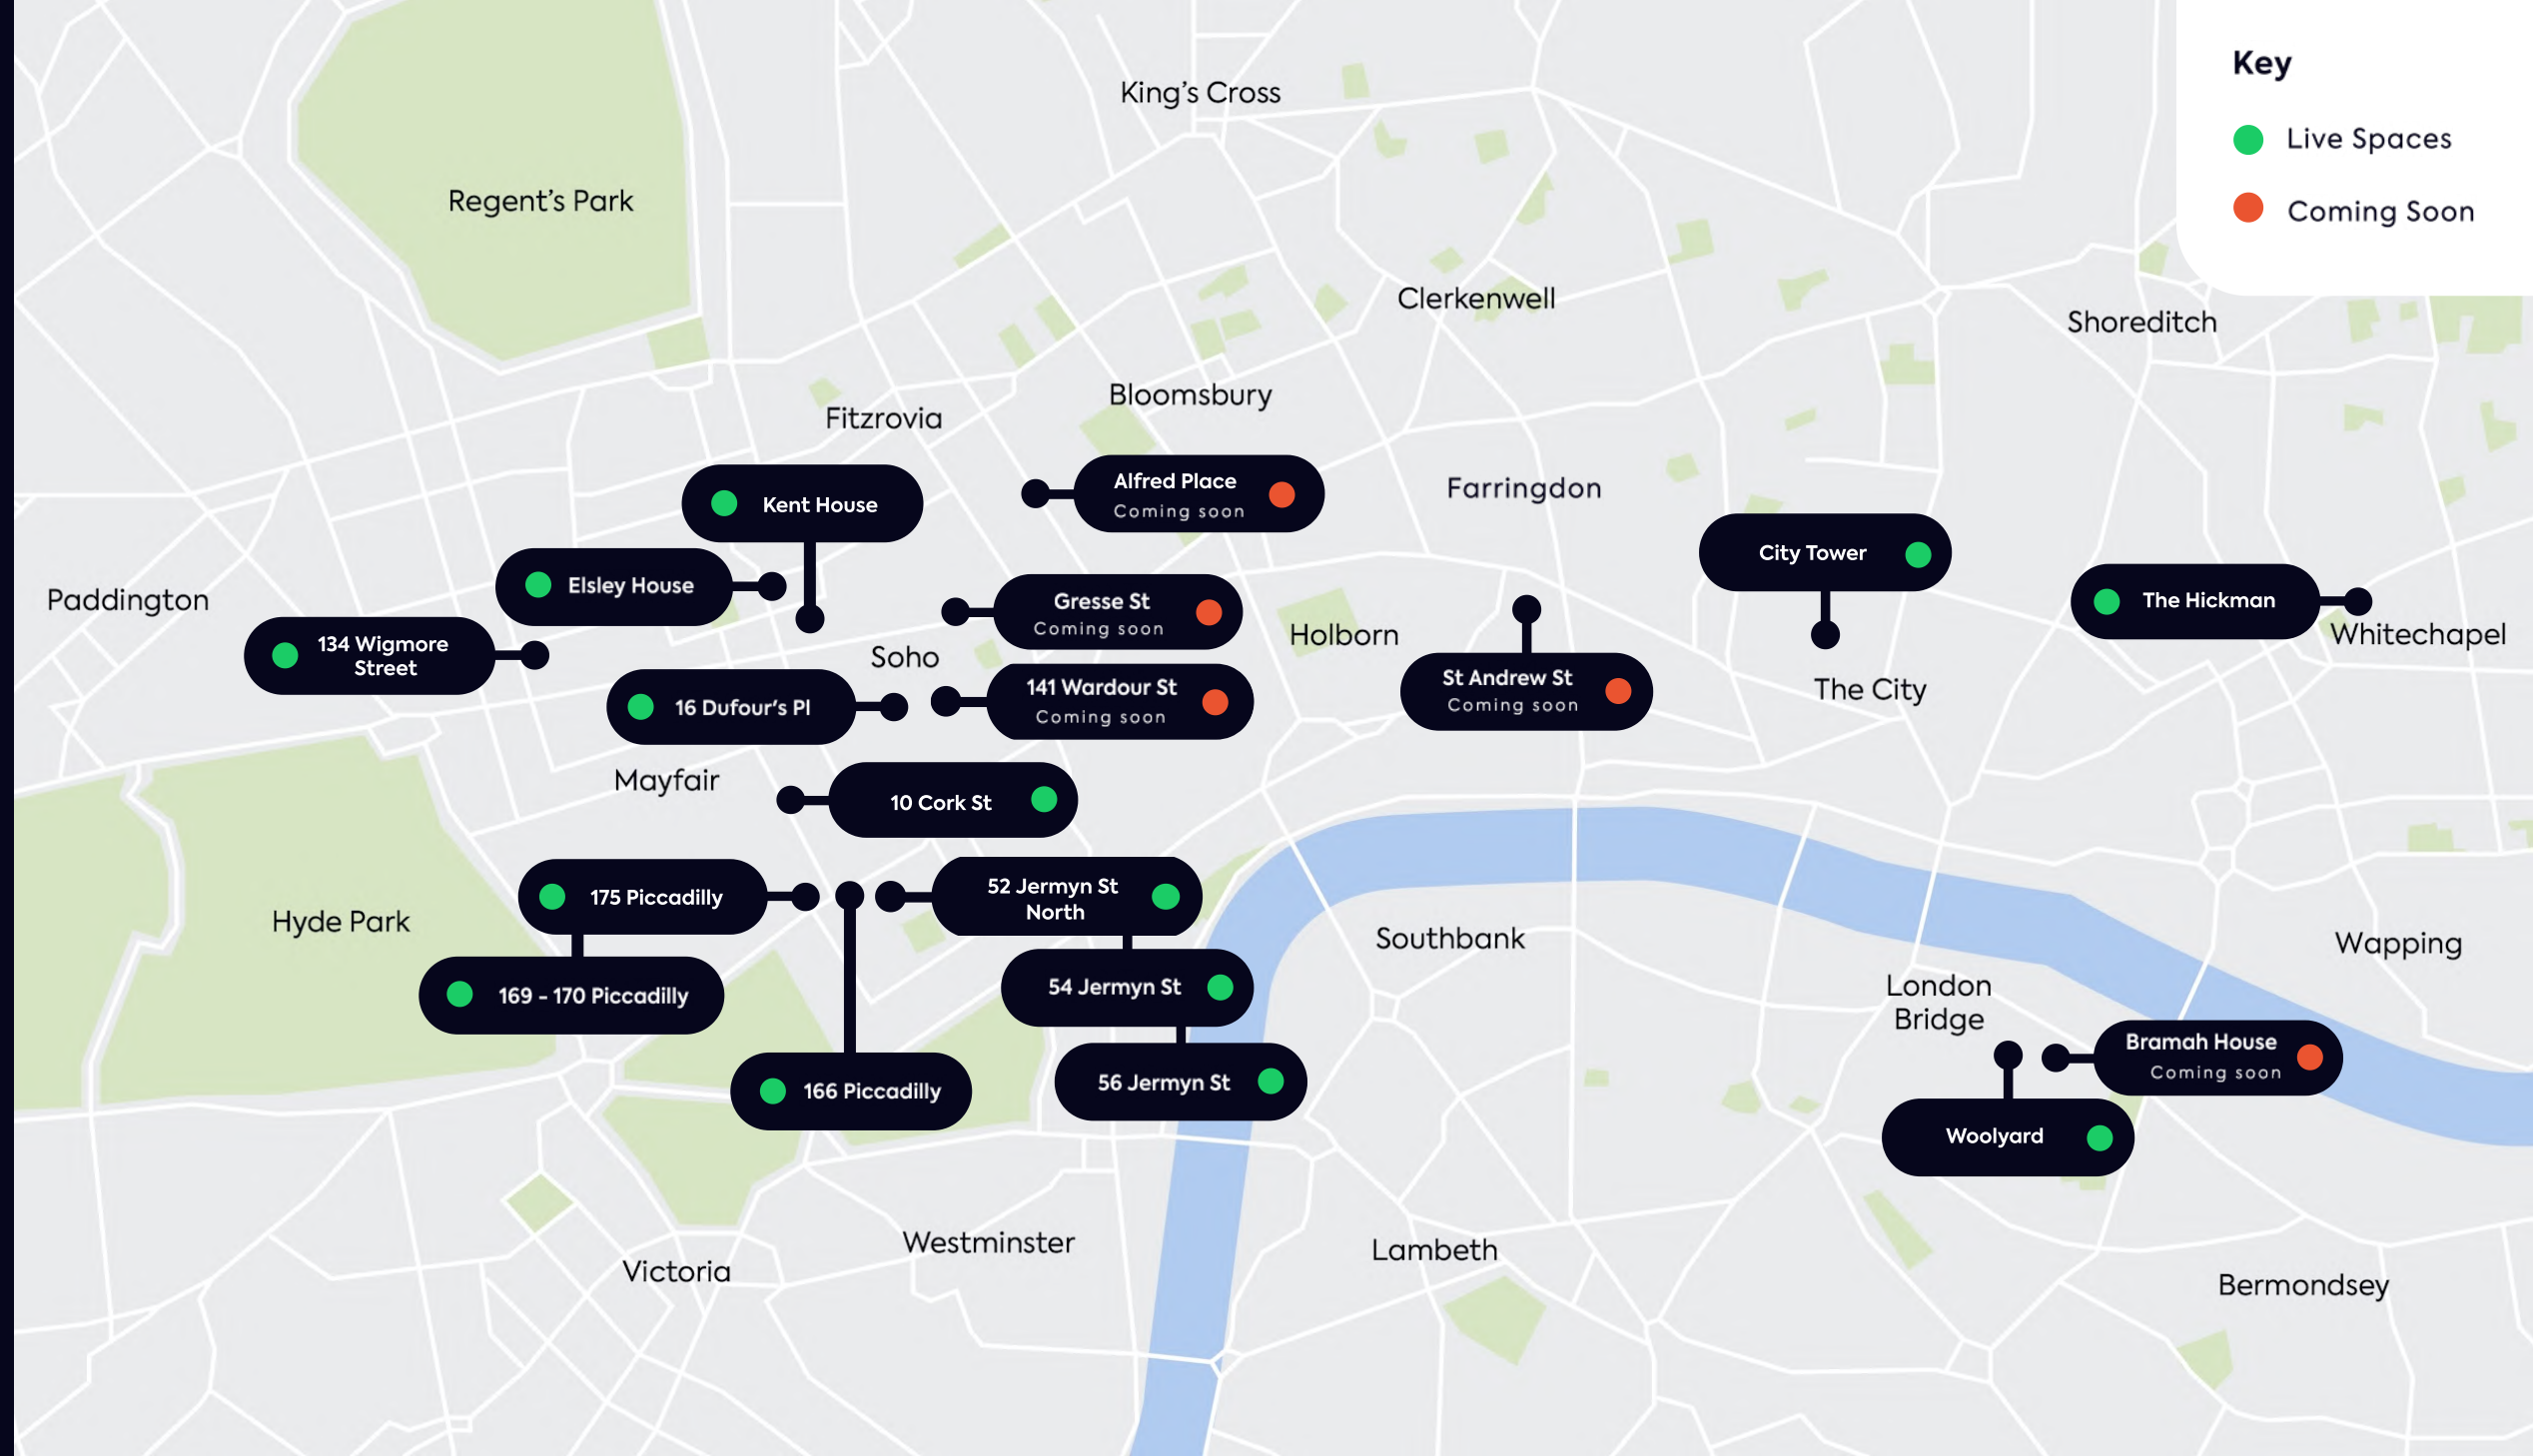 Key
Live Spaces
Coming Soon
King's Cross
Regent's Park
Clerkenwell
Shoreditch
Bloomsbury
Fitzrovia
Kent House
Alfred Place
Coming soon
Farringdon
City Tower
Elsley House
Paddington
Gresse St
Coming soon
The Hickman
Whitechapel
134 Wigmore
Street
Soho
Holborn
16 Dufour's Pl
141 Wardour St
Coming soon
St Andrew St
Coming soon
The City
Mayfair
10 Cork St
175 Piccadilly
52 Jermyn St
North
Hyde Park
Southbank
Wapping
169 - 170 Piccadilly
54 Jermyn St
London
Bridge
Bramah House
Coming soon
166 Piccadilly
56 Jermyn St
Woolyard
Westminster
Victoria
Lambeth
Bermondsey